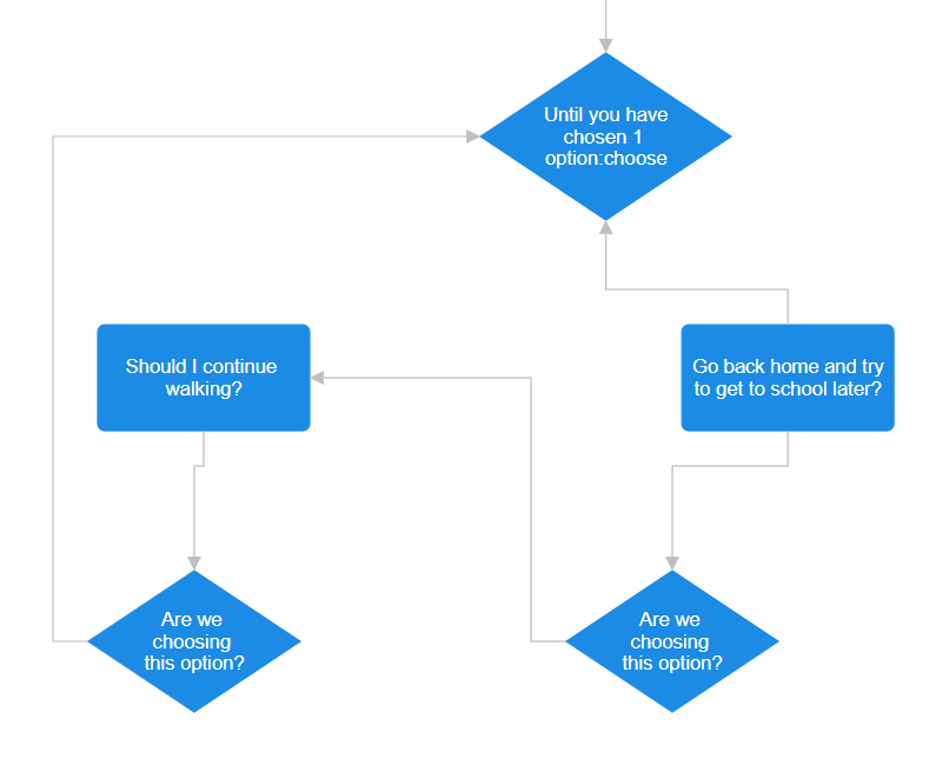 Until you have
chosen 1
option:choose
Should I continue
walking?
Go back home and try
to get to school later?
Are we
choosing
this option?
Are we
choosing
this option?